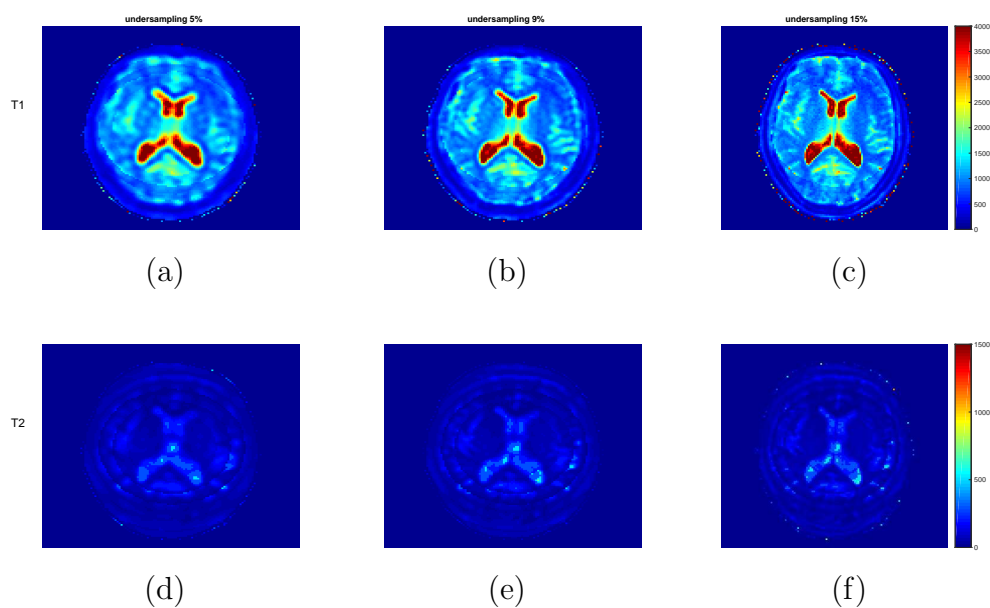 undersampling 5%
undersampling 9%
undersampling 15%
T1
4000
3500
3000
2500
2000
1500
1000
500
0
(a)
(b)
(c)
T2
1500
1000
500
0
(d)
(e)
(f)